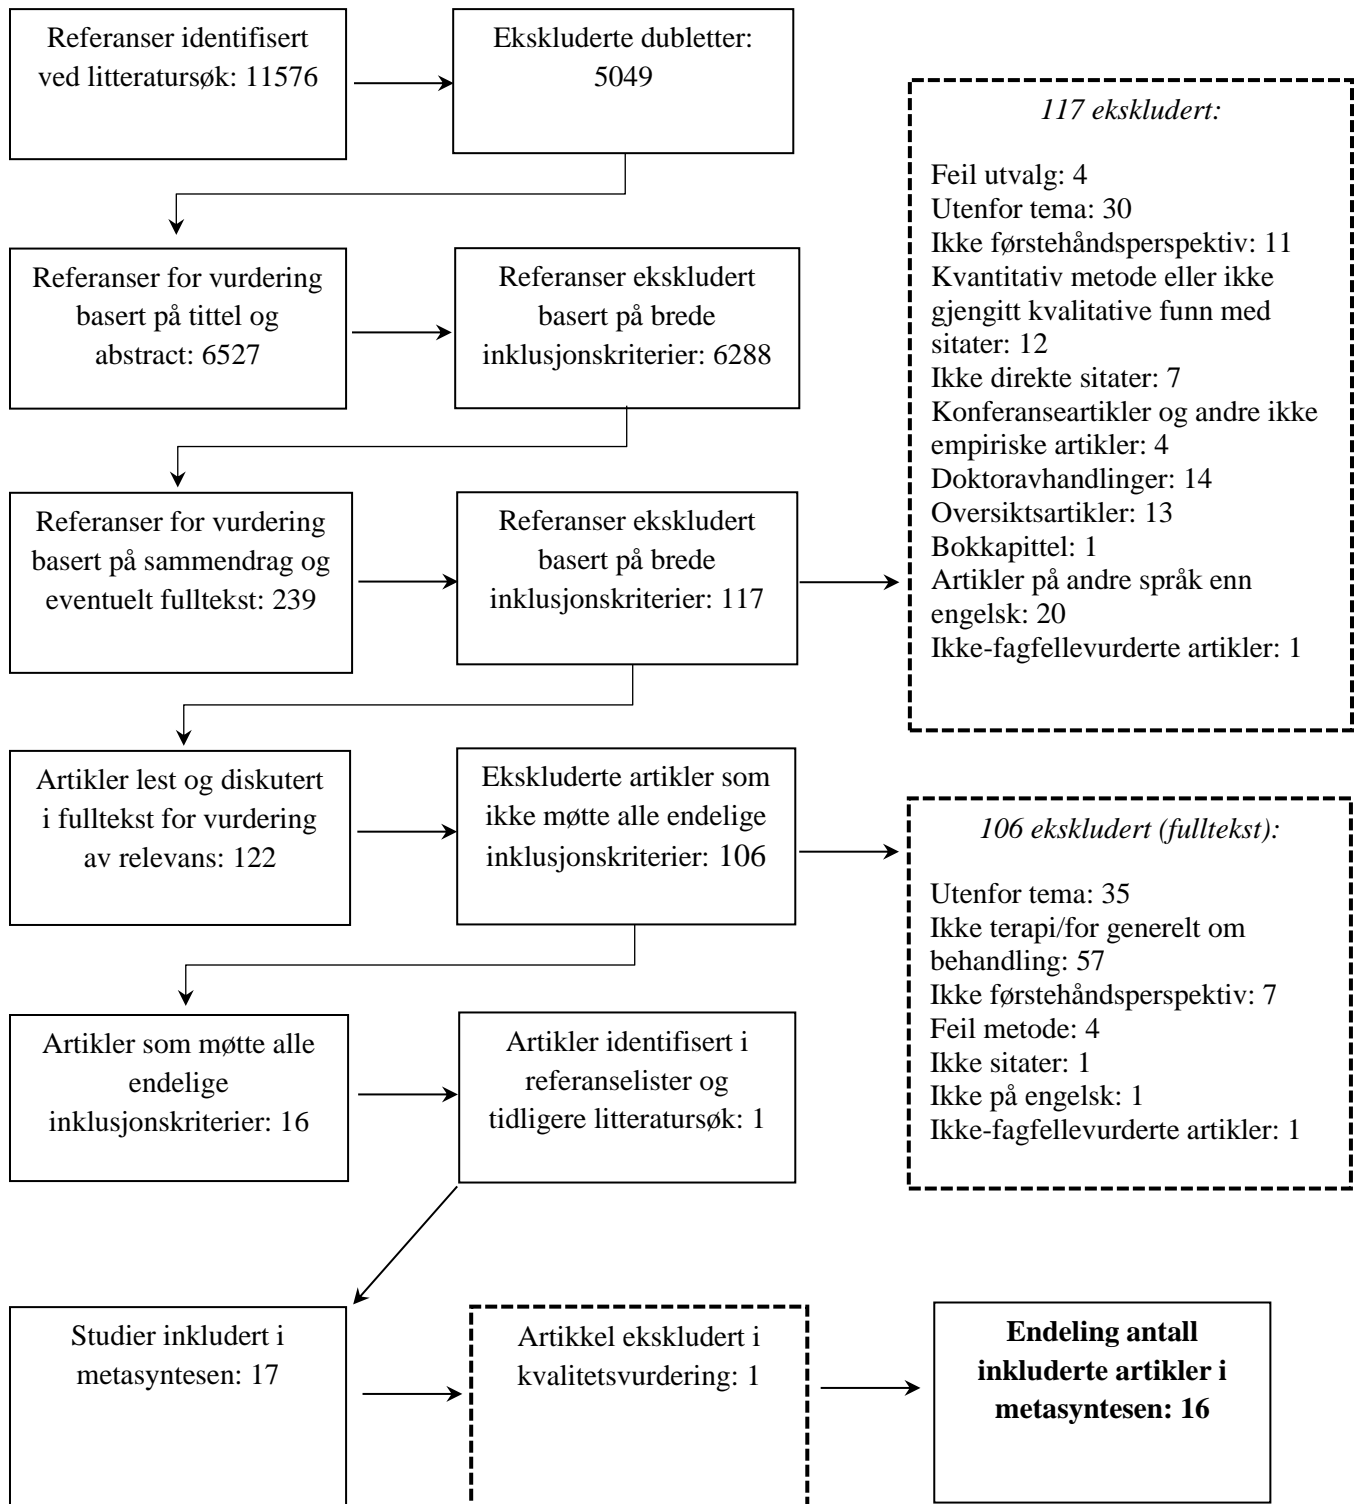 Referanser identifisert
ved litteratursøk: 11576
Ekskluderte dubletter:
5049
117 ekskludert:
Feil utvalg: 4
Utenfor tema: 30
Ikke førstehåndsperspektiv: 11
Kvantitativ metode eller ikke
gjengitt kvalitative funn med
sitater: 12
Ikke direkte sitater: 7
Konferanseartikler og andre ikke
empiriske artikler: 4
Doktoravhandlinger: 14
Oversiktsartikler: 13
Bokkapittel: 1
Artikler på andre språk enn
engelsk: 20
Ikke-fagfellevurderte artikler: 1
Referanser for vurdering
basert på tittel og
abstract: 6527
Referanser ekskludert
basert på brede
inklusjonskriterier: 6288
Referanser for vurdering
basert på sammendrag og
eventuelt fulltekst: 239
Referanser ekskludert
basert på brede
inklusjonskriterier: 117
Artikler lest og diskutert
i fulltekst for vurdering
av relevans: 122
Ekskluderte artikler som
ikke møtte alle endelige
inklusjonskriterier: 106
106 ekskludert (fulltekst):
Utenfor tema: 35
Ikke terapi/for generelt om
behandling: 57
Ikke førstehåndsperspektiv: 7
Feil metode: 4
Ikke sitater: 1
Ikke på engelsk: 1
Ikke-fagfellevurderte artikler: 1
Artikler som møtte alle
endelige
inklusjonskriterier: 16
Artikler identifisert i
referanselister og
tidligere litteratursøk: 1
Studier inkludert i
metasyntesen: 17
Artikkel ekskludert i
kvalitetsvurdering: 1
Endeling antall
inkluderte artikler i
metasyntesen: 16